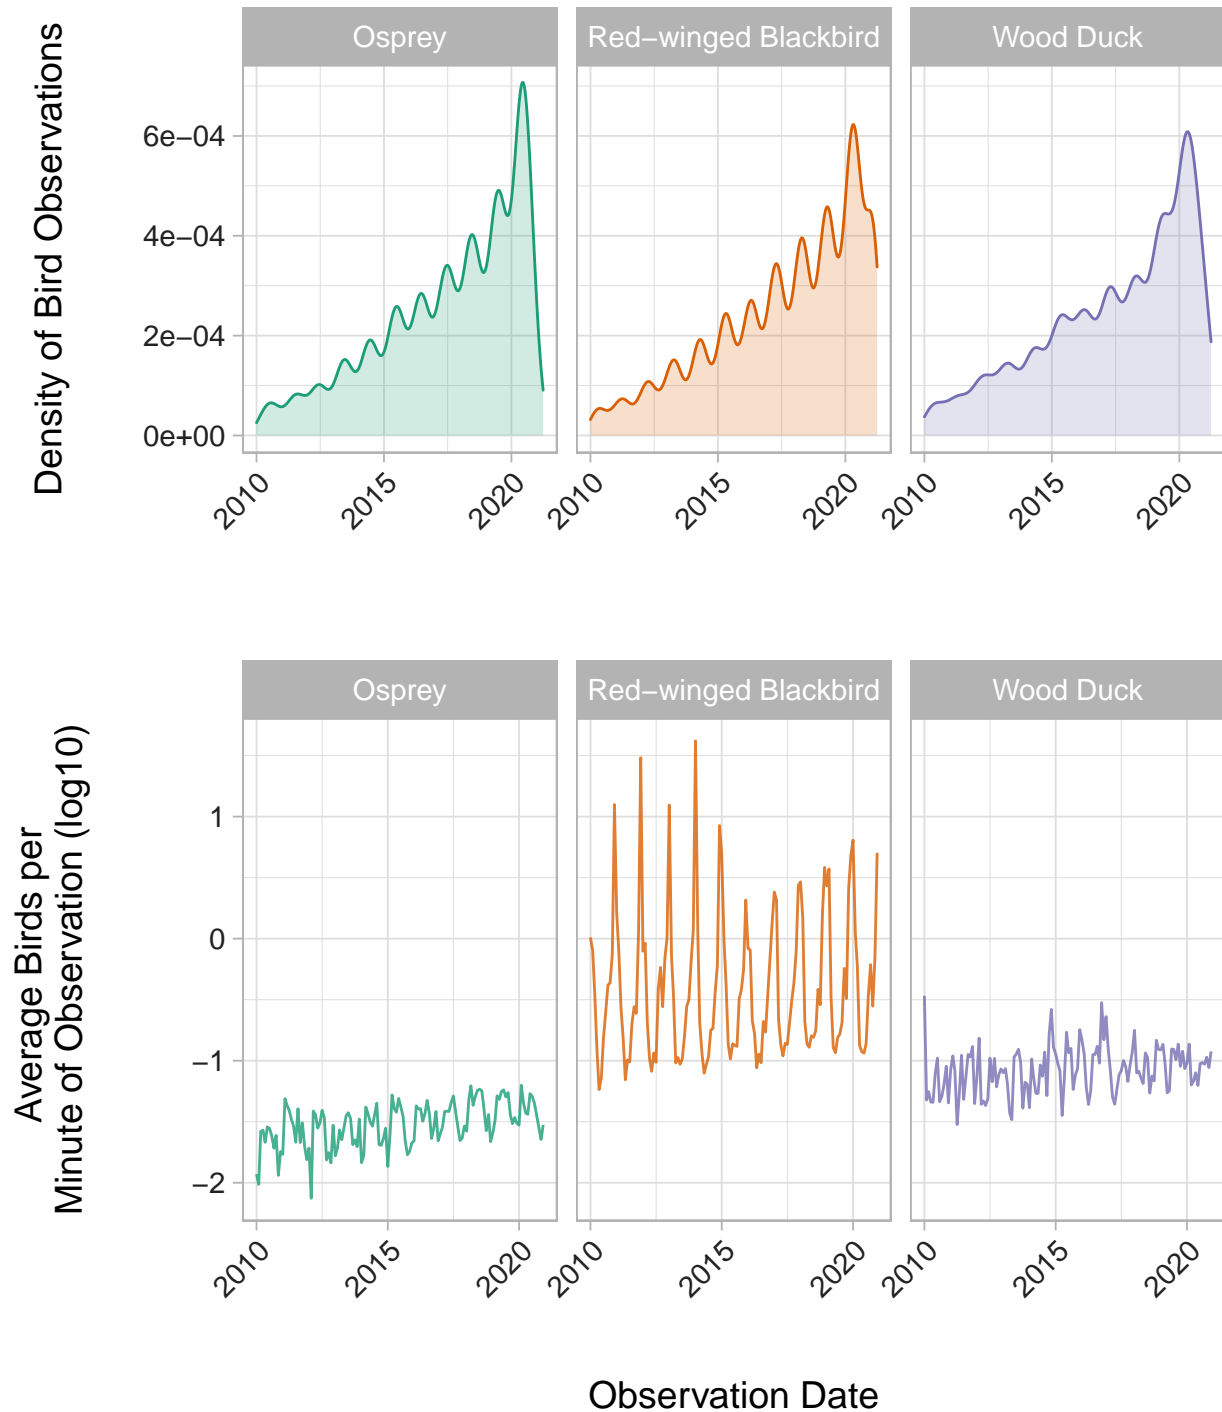 Osprey
Red−winged Blackbird
Wood Duck
Density of Bird Observations
6e−04
4e−04
2e−04
0e+00
2010
2015
2020
2010
2015
2020
2010
2015
2020
Osprey
Red−winged Blackbird
Wood Duck
Average Birds per
Minute of Observation (log10)
1
0
−1
−2
2010
2015
2020
2010
2015
2020
2010
2015
2020
Observation Date